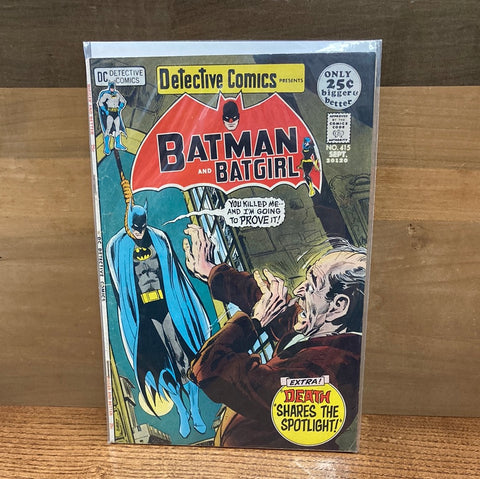 DC DETECTIVE
COMICS
Detective Comics PRESENTS
ONLY
25¢
bigger &
better
APPROVED
BY THE
COMICS
CODE
AUTHORITY
BATMAN
AND BATGIRL
NO. 415
SEPT.
30120
YOU KILLED ME--
AND I'M GOING
TO PROVE IT!
EXTRA!
DEATH
"SHARES THE
SPOTLIGHT!"